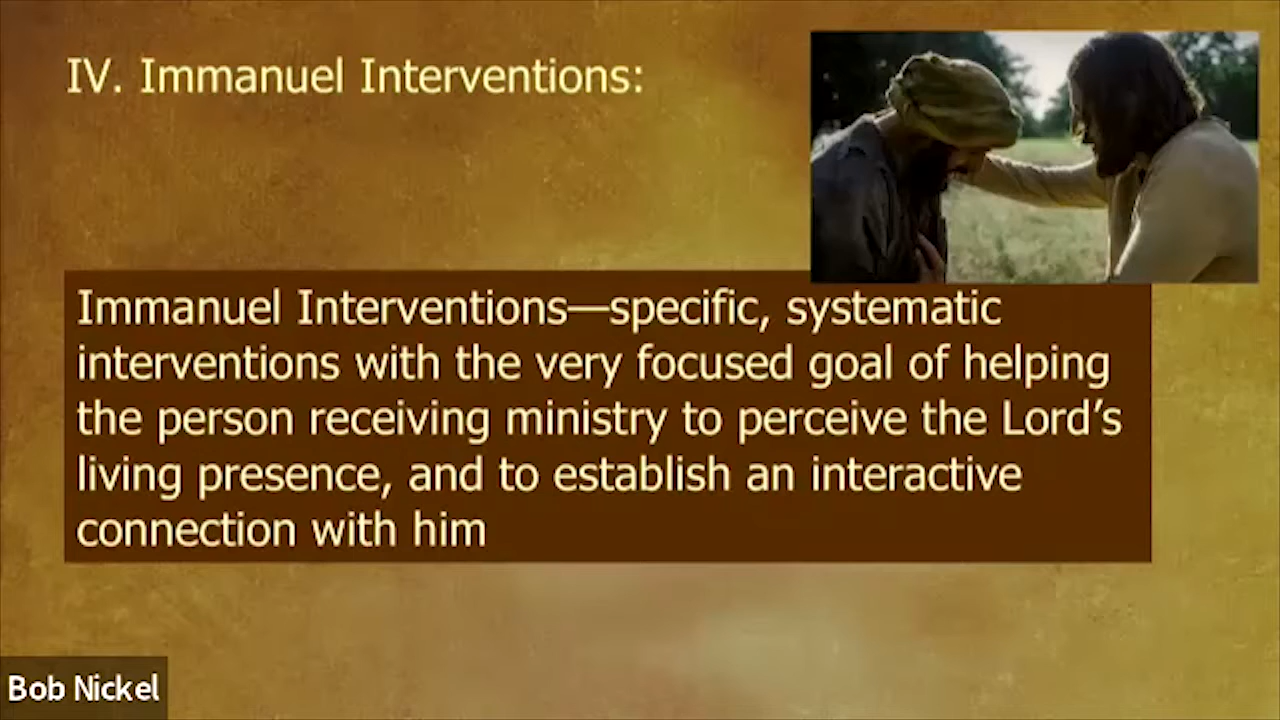 IV. Immanuel Interventions:
Immanuel Interventions—specific, systematic
interventions with the very focused goal of helping
the person receiving ministry to perceive the Lord’s
living presence, and to establish an interactive
connection with him
Bob Nickel